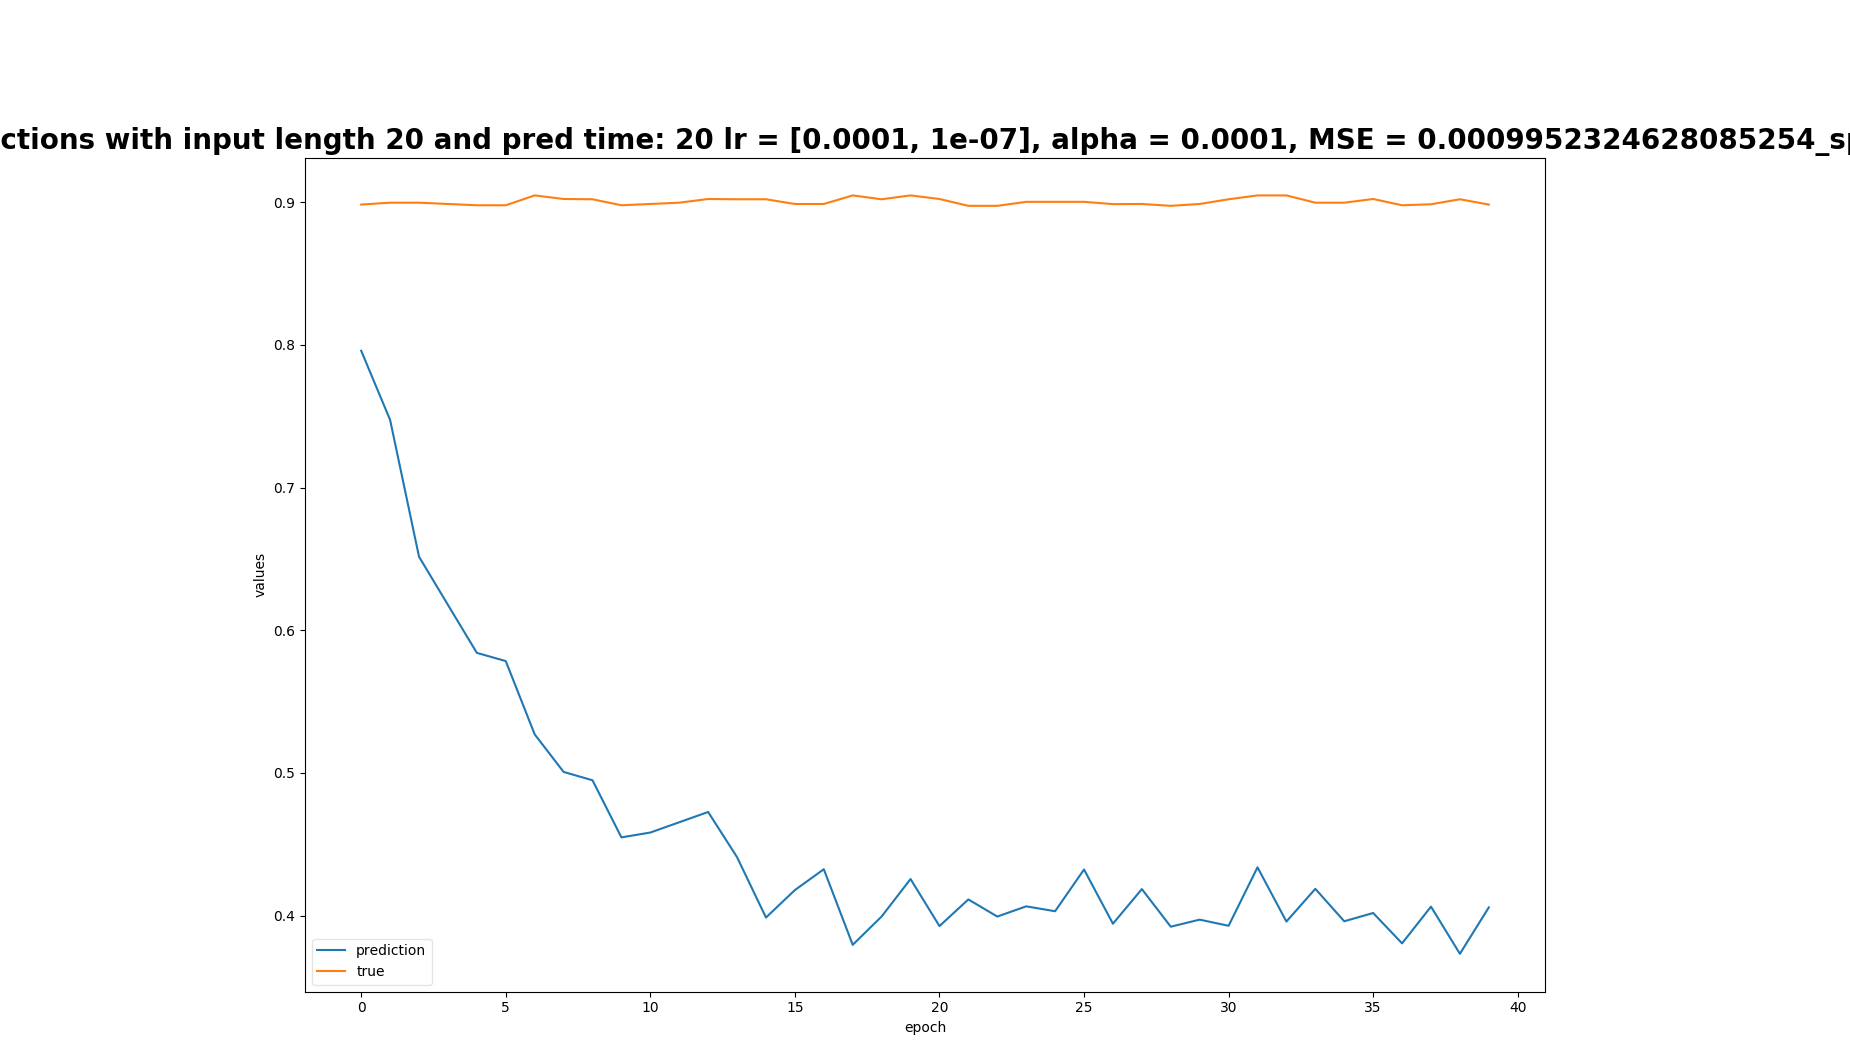 ctions with input length 20 and pred time: 20 lr = [0.0001, 1e-07], alpha = 0.0001, MSE = 0.0009952324628085254_sp
0.9
0.8
0.7
0.6
0.5
0.4
values
prediction
true
0 5 10 15 20 25 30 35 40
epoch